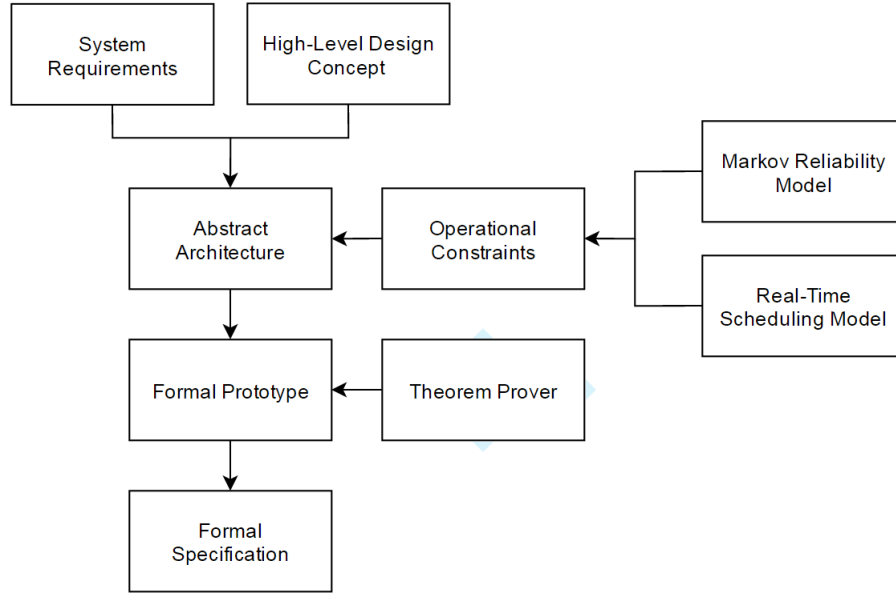 System
Requirements
High-Level Design
Concept
Markov Reliability
Model
Abstract
Architecture
Operational
Constraints
Real-Time
Scheduling Model
Formal Prototype
Theorem Prover
Formal
Specification